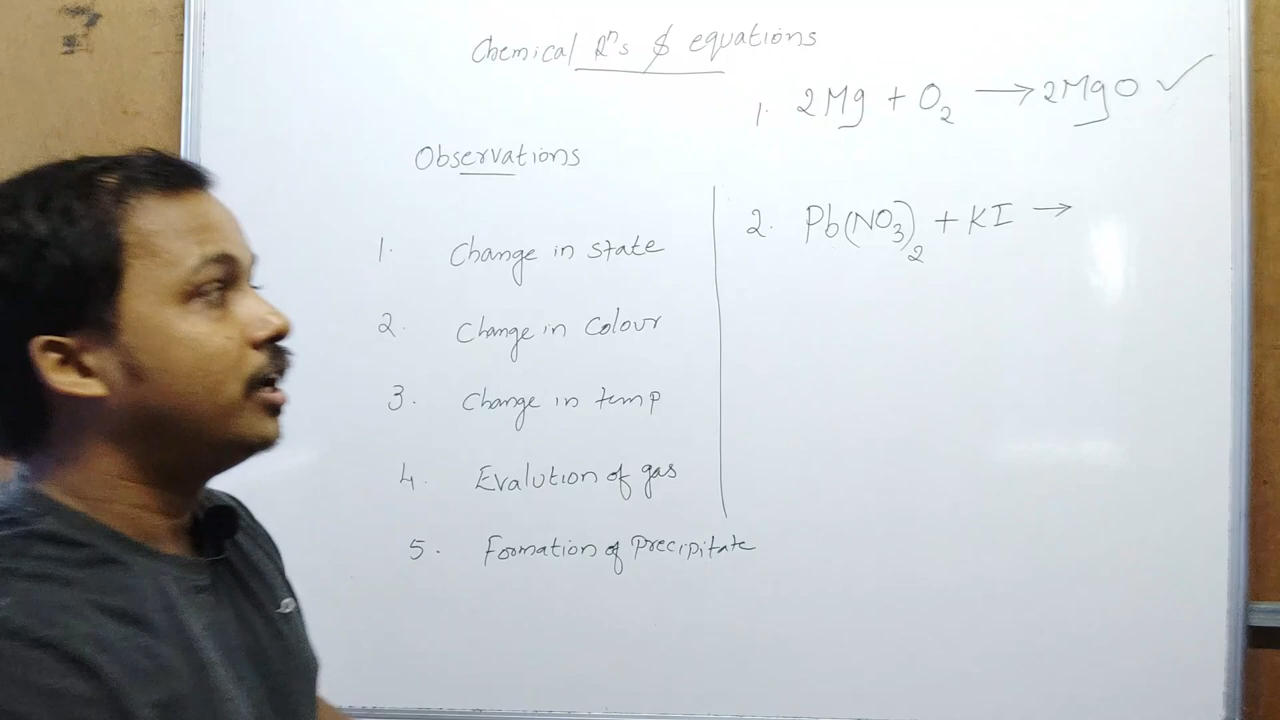 Chemical Rⁿs & equations
1. 2Mg + O₂ → 2MgO ✓
Observations
2. Pb(NO₃)₂ + KI →
1. Change in state
2. Change in Colour
3. Change in temp
4. Evalution of gas
5. Formation of Precipitate